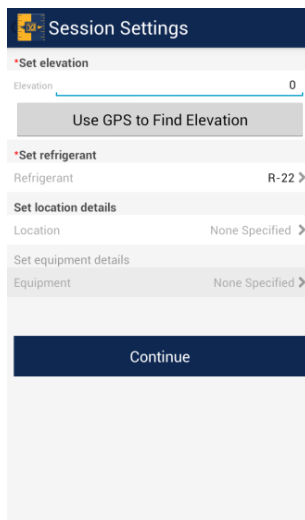 Session Settings
*Set elevation
Elevation 0
Use GPS to Find Elevation
*Set refrigerant
Refrigerant R-22
Set location details
Location None Specified
Set equipment details
Equipment None Specified
Continue